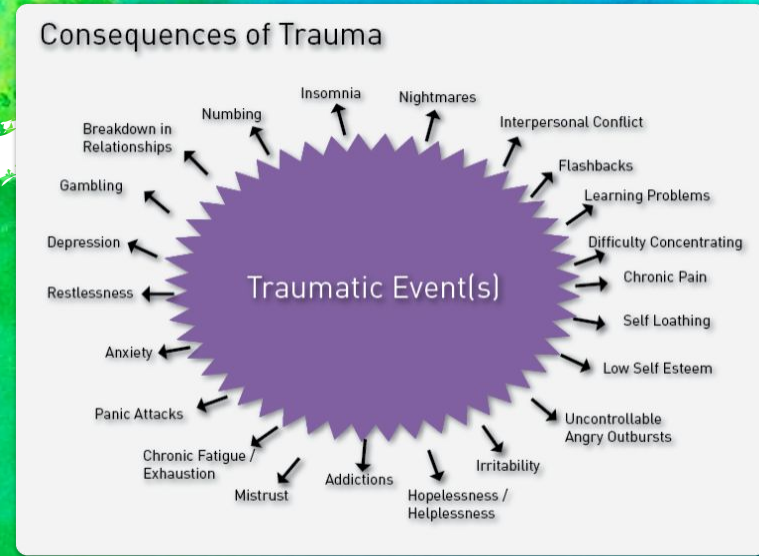 Consequences of Trauma
Insomnia
Nightmares
Numbing
Interpersonal Conflict
Breakdown in
Relationships
Flashbacks
Gambling
Learning Problems
Depression
Difficulty Concentrating
Restlessness
Traumatic Event(s)
Chronic Pain
Self Loathing
Anxiety
Low Self Esteem
Panic Attacks
Uncontrollable
Angry Outbursts
Chronic Fatigue /
Exhaustion
Mistrust
Addictions
Irritability
Hopelessness /
Helplessness